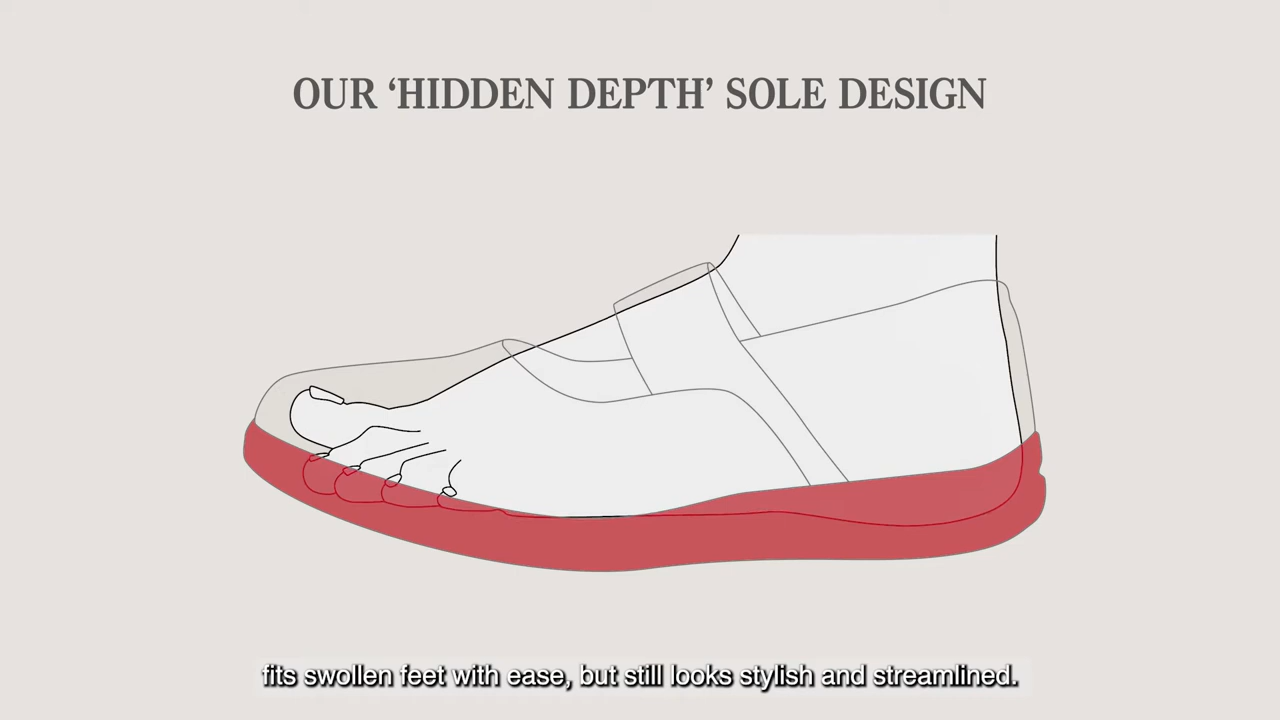 OUR ‘HIDDEN DEPTH’ SOLE DESIGN
fits swollen feet with ease, but still looks stylish and streamlined.